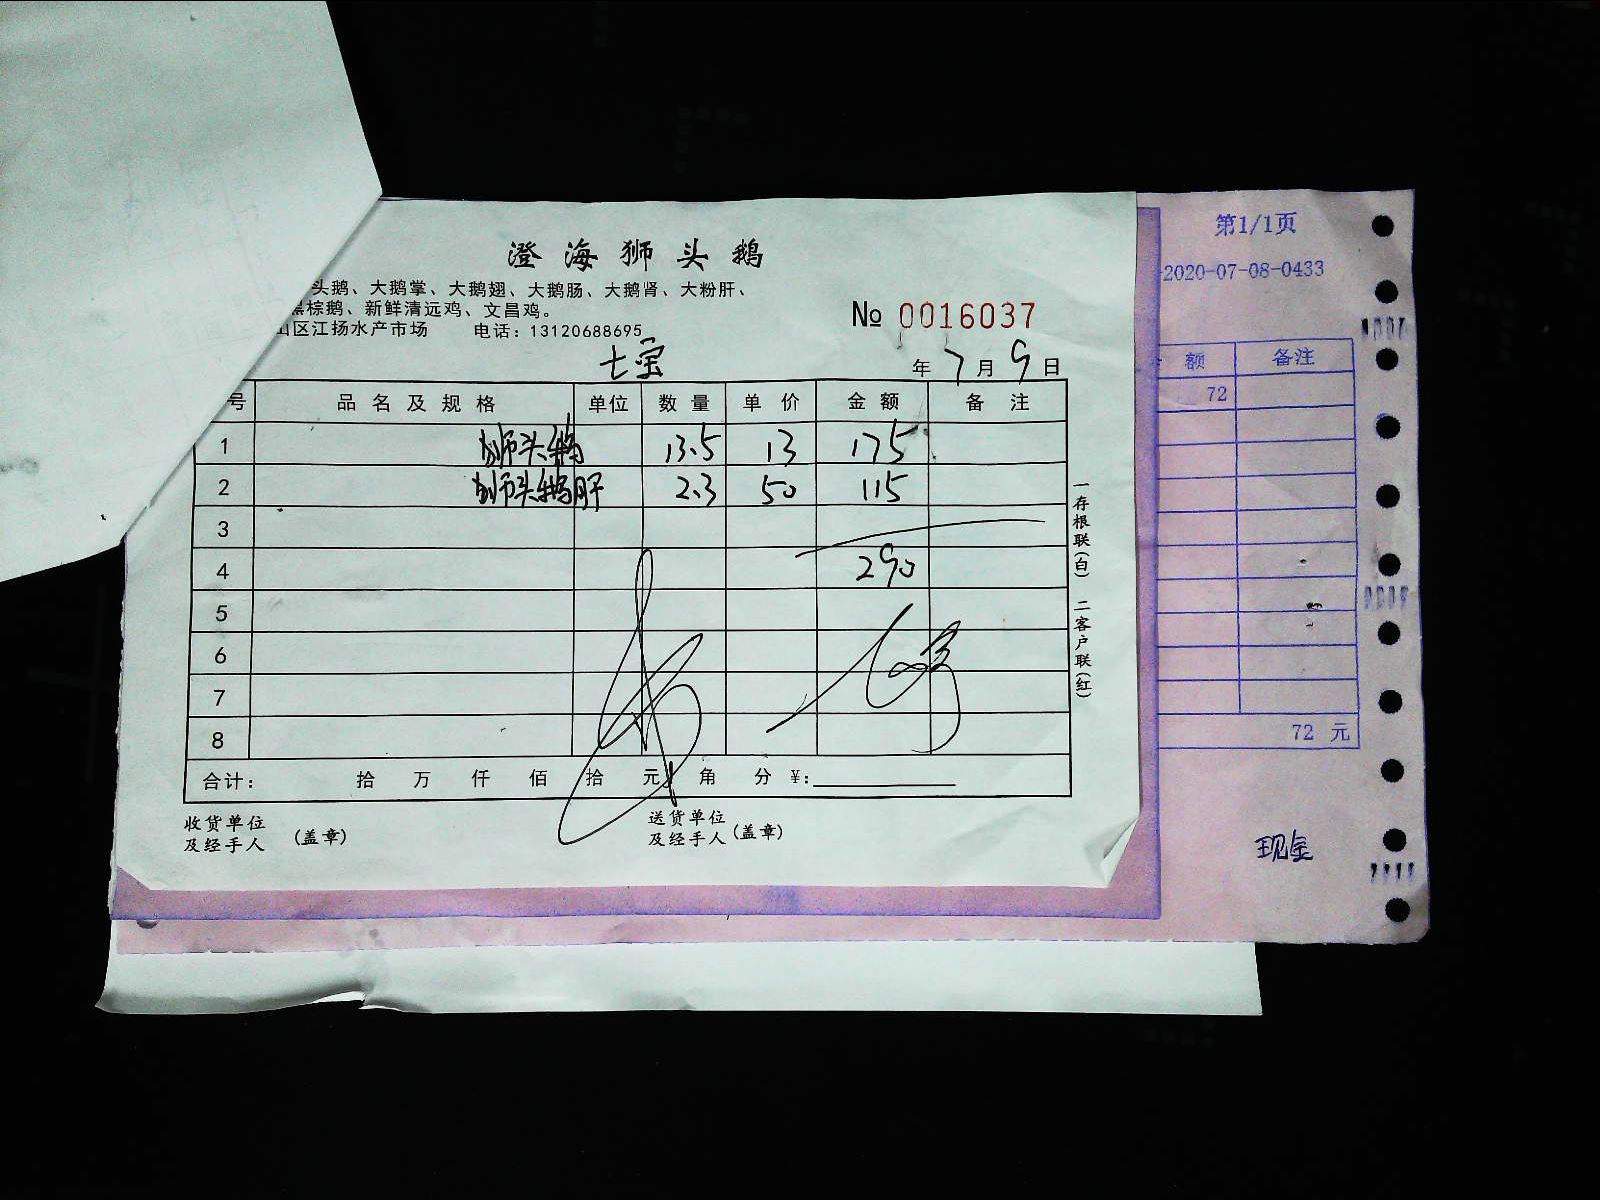 澄海狮头鹅
头鹅、大鹅掌、大鹅翅、大鹅肠、大鹅肾、大粉肝、
棕鹅、新鲜清远鸡、文昌鸡。
区江扬水产市场 电话：13120688695
№ 0016037
七宝
年 7 月 9 日
号 品名及规格 单位 数量 单价 金额 备注
1 狮头鹅 13.5 13 175
2 狮头鹅肝 2.3 50 115
3
4 290
5
6
7
8
合计： 拾 万 仟 佰 拾 元 角 分 ￥：
收货单位
及经手人 (盖章)
送货单位
及经手人 (盖章)
一存根联(白) 二客户联(红)
第1/1页
-2020-07-08-0433
额 备注
72
72 元
现金